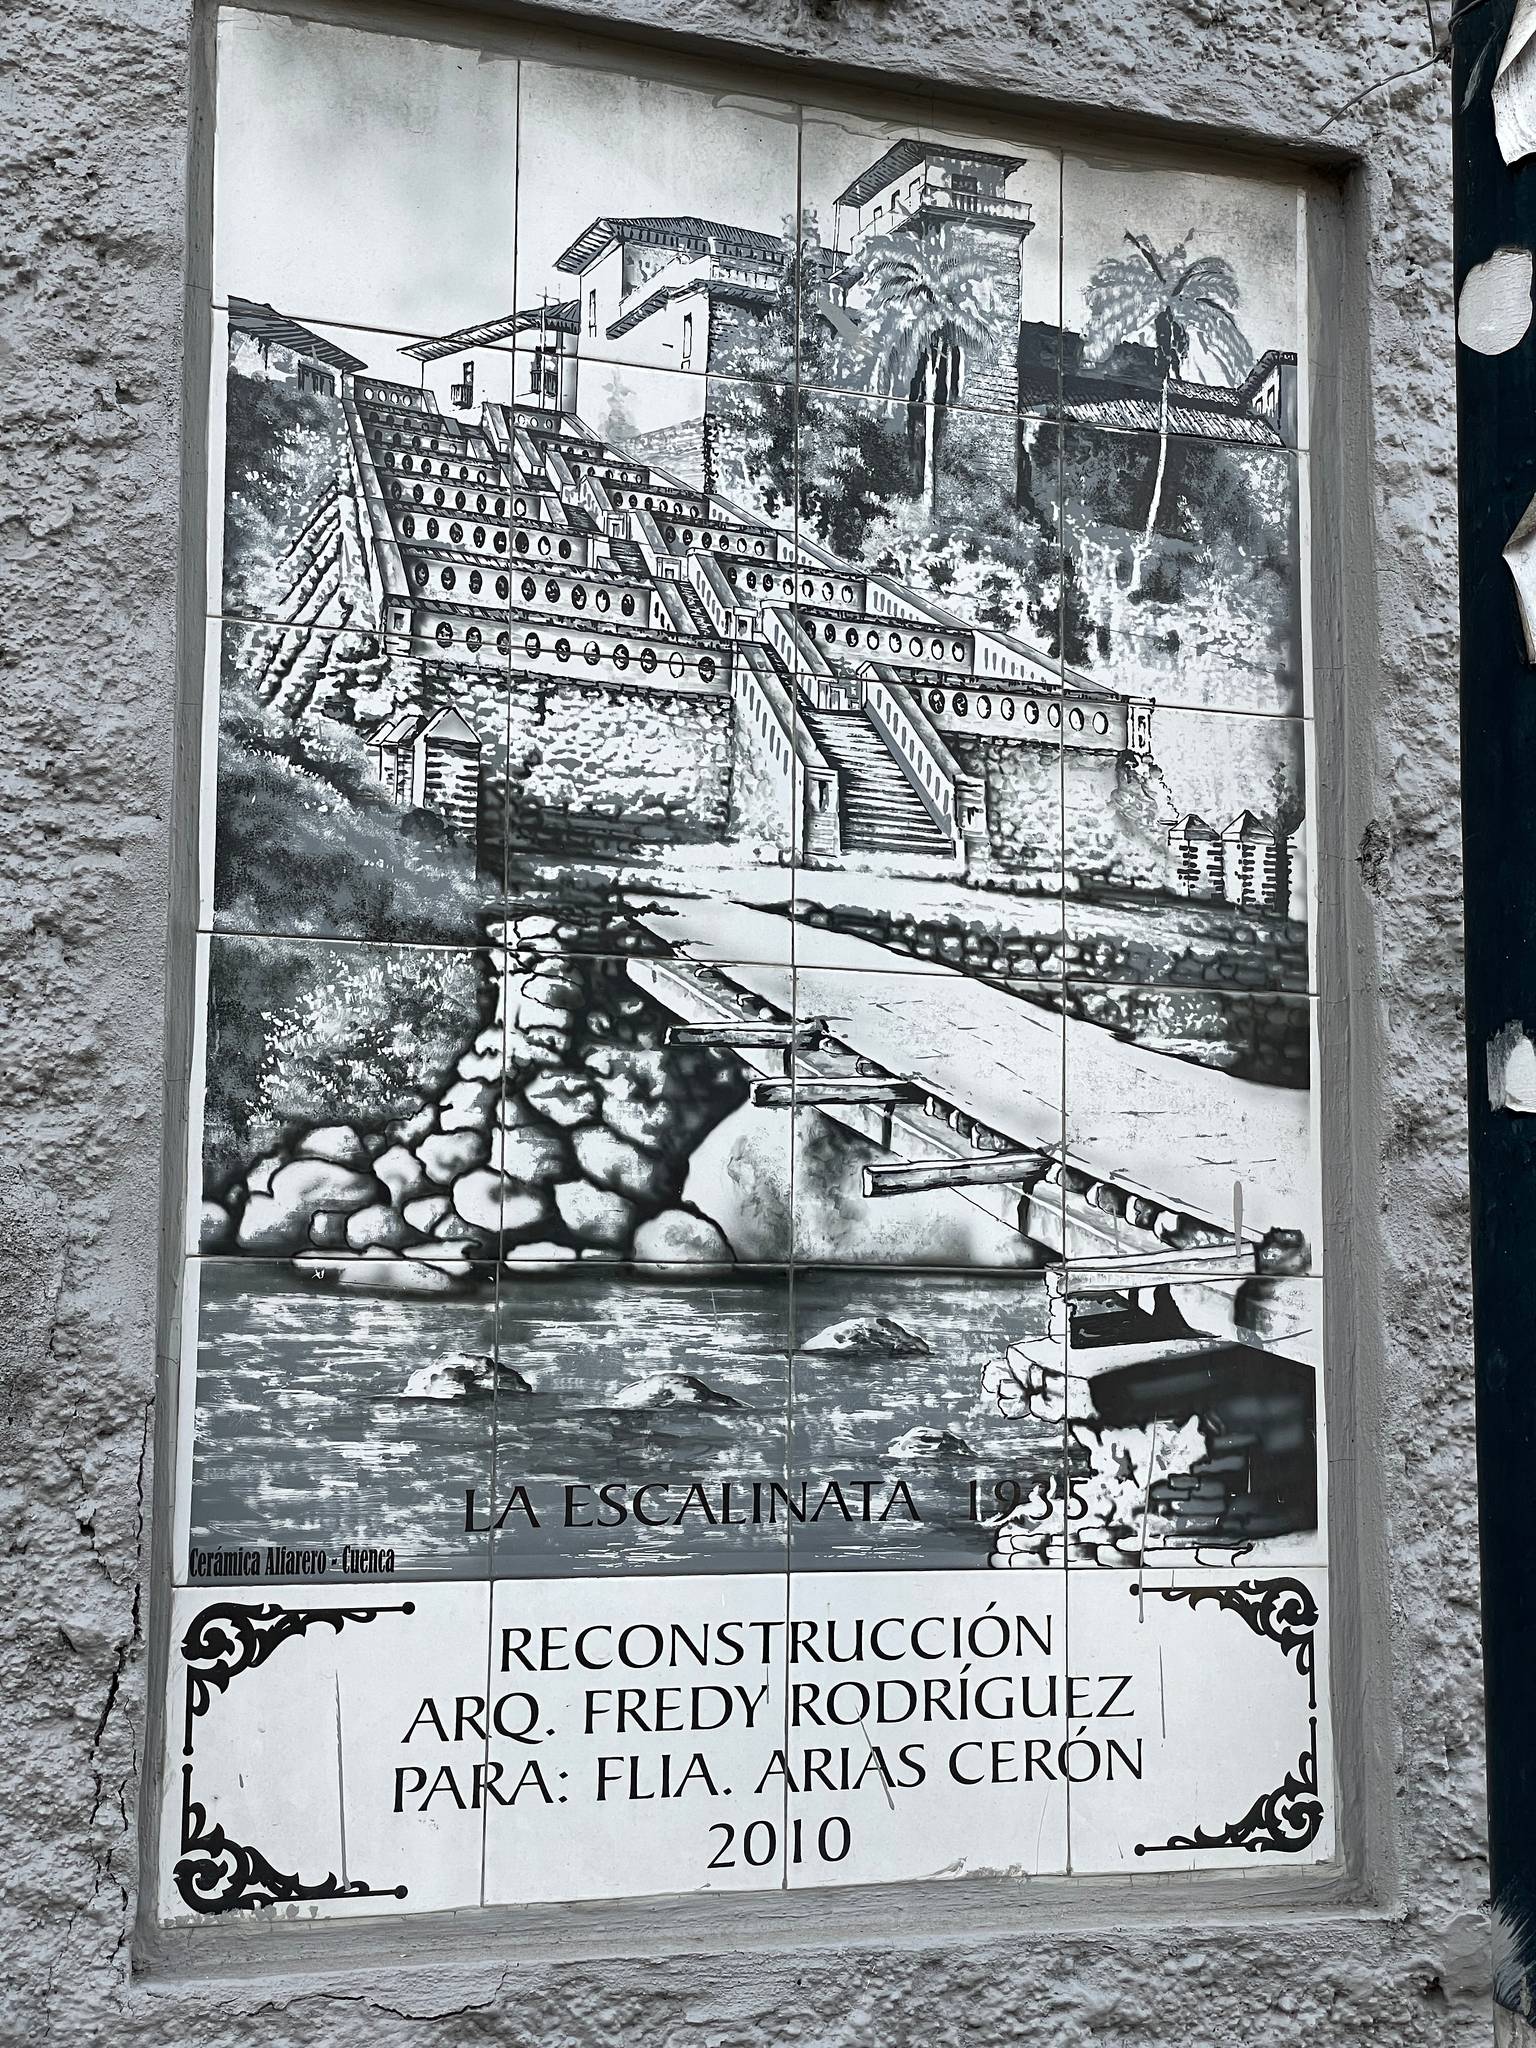 LA ESCALINATA 1935
Cerámica Alfarero - Cuenca
RECONSTRUCCIÓN
ARQ. FREDY RODRÍGUEZ
PARA: FLIA. ARIAS CERÓN
2010